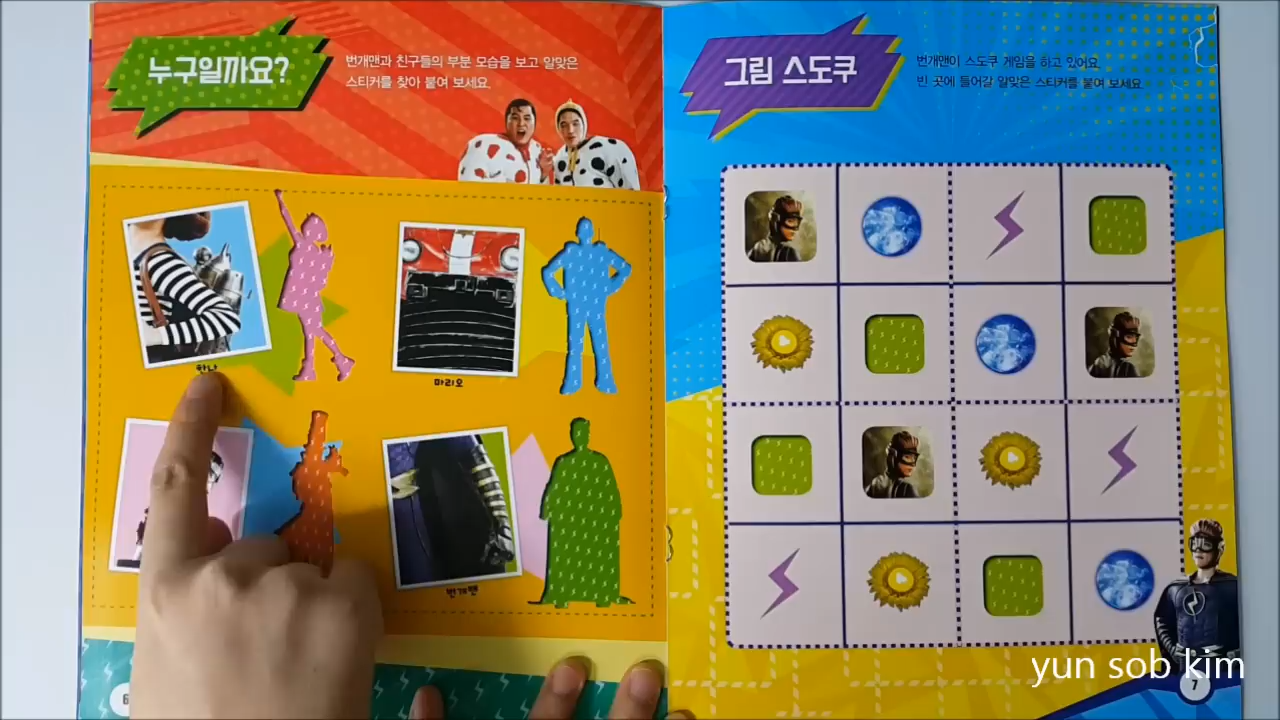 누구일까요?
번개맨과 친구들의 부분 모습을 보고 알맞은
스티커를 찾아 붙여 보세요.
한나
마리오
번개맨
6
그림 스도쿠
번개맨이 스도쿠 게임을 하고 있어요.
빈 곳에 들어갈 알맞은 스티커를 붙여 보세요.
yun sob kim
7